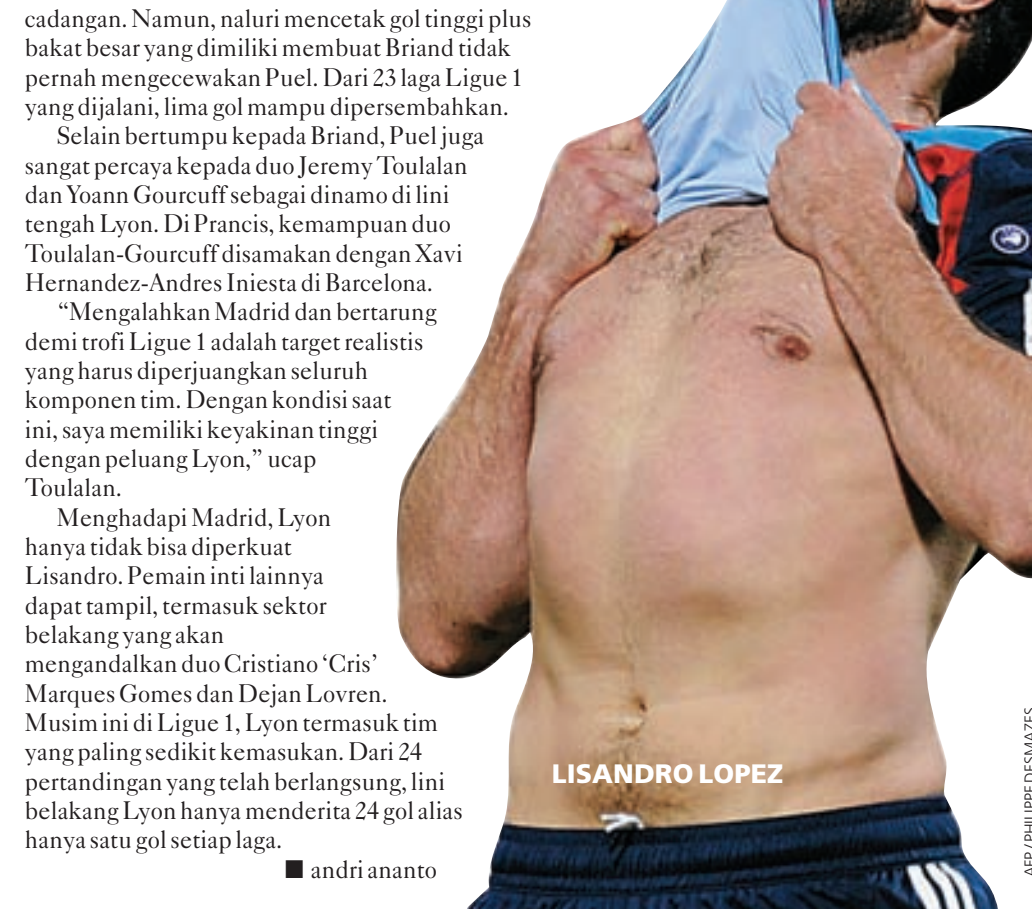 cadangan. Namun, naluri mencetak gol tinggi plus
bakat besar yang dimiliki membuat Briand tidak
pernah mengecewakan Puel. Dari 23 laga Ligue 1
yang dijalani, lima gol mampu dipersembahkan.
Selain bertumpu kepada Briand, Puel juga
sangat percaya kepada duo Jeremy Toulalan
dan Yoann Gourcuff sebagai dinamo di lini
tengah Lyon. Di Prancis, kemampuan duo
Toulalan-Gourcuff disamakan dengan Xavi
Hernandez-Andres Iniesta di Barcelona.
“Mengalahkan Madrid dan bertarung
demi trofi Ligue 1 adalah target realistis
yang harus diperjuangkan seluruh
komponen tim. Dengan kondisi saat
ini, saya memiliki keyakinan tinggi
dengan peluang Lyon,” ucap
Toulalan.
Menghadapi Madrid, Lyon
hanya tidak bisa diperkuat
Lisandro. Pemain inti lainnya
dapat tampil, termasuk sektor
belakang yang akan
mengandalkan duo Cristiano ‘Cris’
Marques Gomes dan Dejan Lovren.
Musim ini di Ligue 1, Lyon termasuk tim
yang paling sedikit kemasukan. Dari 24
pertandingan yang telah berlangsung, lini
belakang Lyon hanya menderita 24 gol alias
hanya satu gol setiap laga.
■ andri ananto
LISANDRO LOPEZ
AFP / PHILIPPE DESMAZES